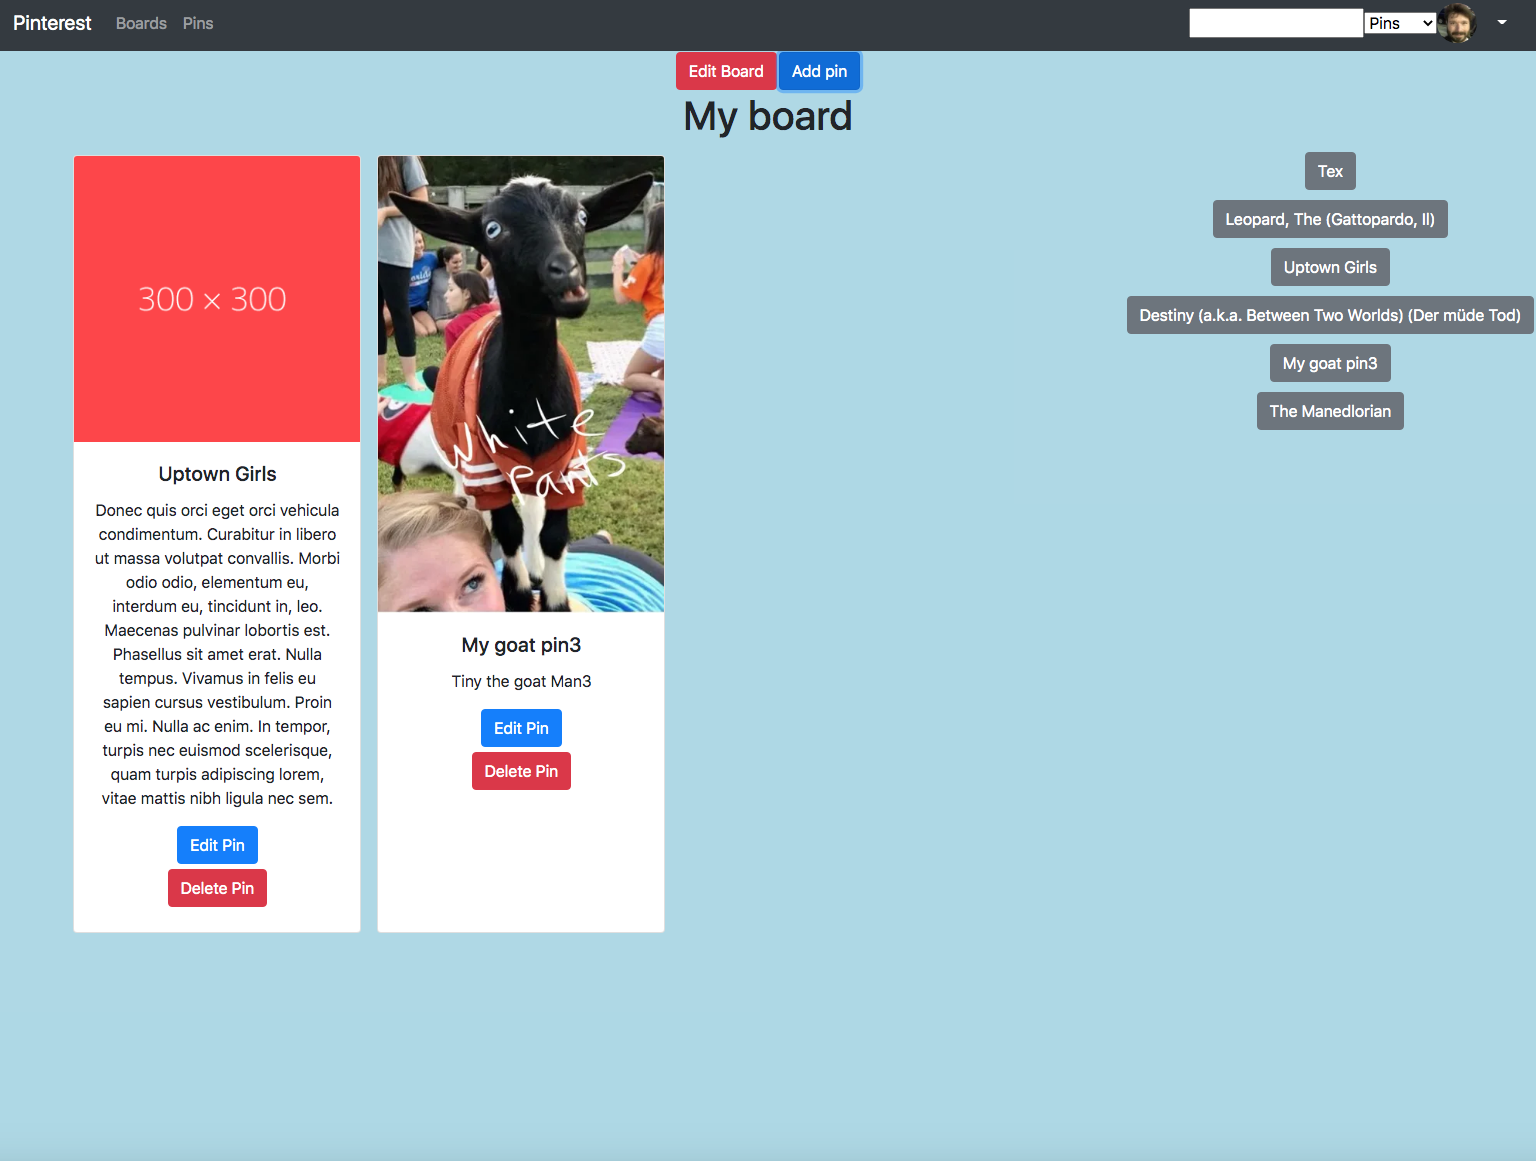 Pinterest Boards Pins Pins
Edit Board Add pin
My board
300 × 300
Uptown Girls
Donec quis orci eget orci vehicula
condimentum. Curabitur in libero
ut massa volutpat convallis. Morbi
odio odio, elementum eu,
interdum eu, tincidunt in, leo.
Maecenas pulvinar lobortis est.
Phasellus sit amet erat. Nulla
tempus. Vivamus in felis eu
sapien cursus vestibulum. Proin
eu mi. Nulla ac enim. In tempor,
turpis nec euismod scelerisque,
quam turpis adipiscing lorem,
vitae mattis nibh ligula nec sem.
Edit Pin
Delete Pin
White
Pants
My goat pin3
Tiny the goat Man3
Edit Pin
Delete Pin
Tex
Leopard, The (Gattopardo, Il)
Uptown Girls
Destiny (a.k.a. Between Two Worlds) (Der müde Tod)
My goat pin3
The Manedlorian